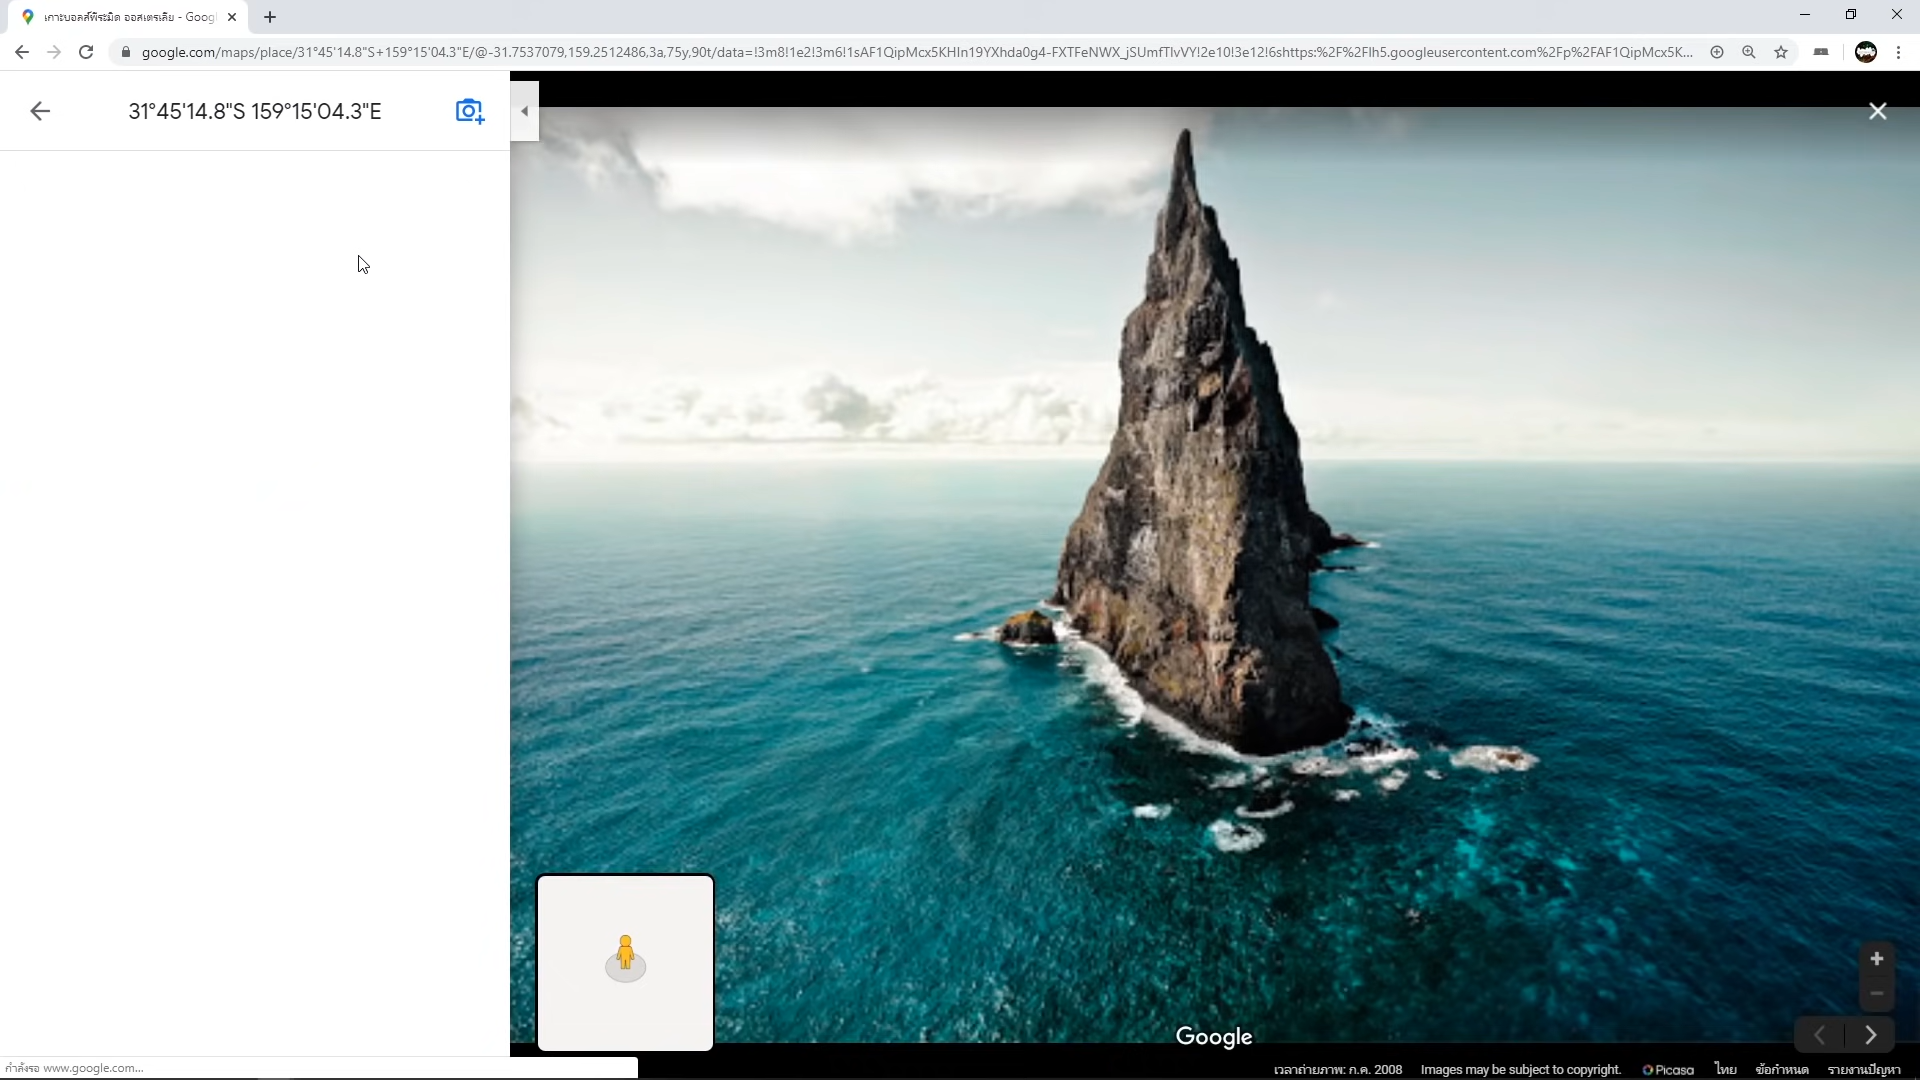 เกาะบอลส์พีระมิด ออสเตรเลีย - Goog
google.com/maps/place/31°45'14.8"S+159°15'04.3"E/@-31.7537079,159.2512486,3a,75y,90t/data=!3m8!1e2!3m6!1sAF1QipMcx5KHIn19YXhda0g4-FXTFeNWX_jSUmfTlvVY!2e10!3e12!6shttps:%2F%2Flh5.googleusercontent.com%2Fp%2FAF1QipMcx5K...
31°45'14.8"S 159°15'04.3"E
Google
กำลังรอ www.google.com...
เวลาถ่ายภาพ: ก.ค. 2008 Images may be subject to copyright. Picasa ไทย ข้อกำหนด รายงานปัญหา